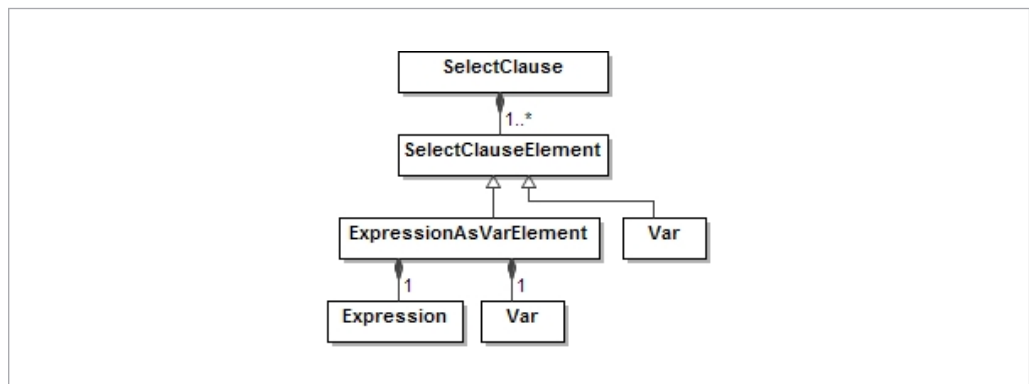 SelectClause
1..*
SelectClauseElement
ExpressionAsVarElement
Var
1
1
Expression
Var